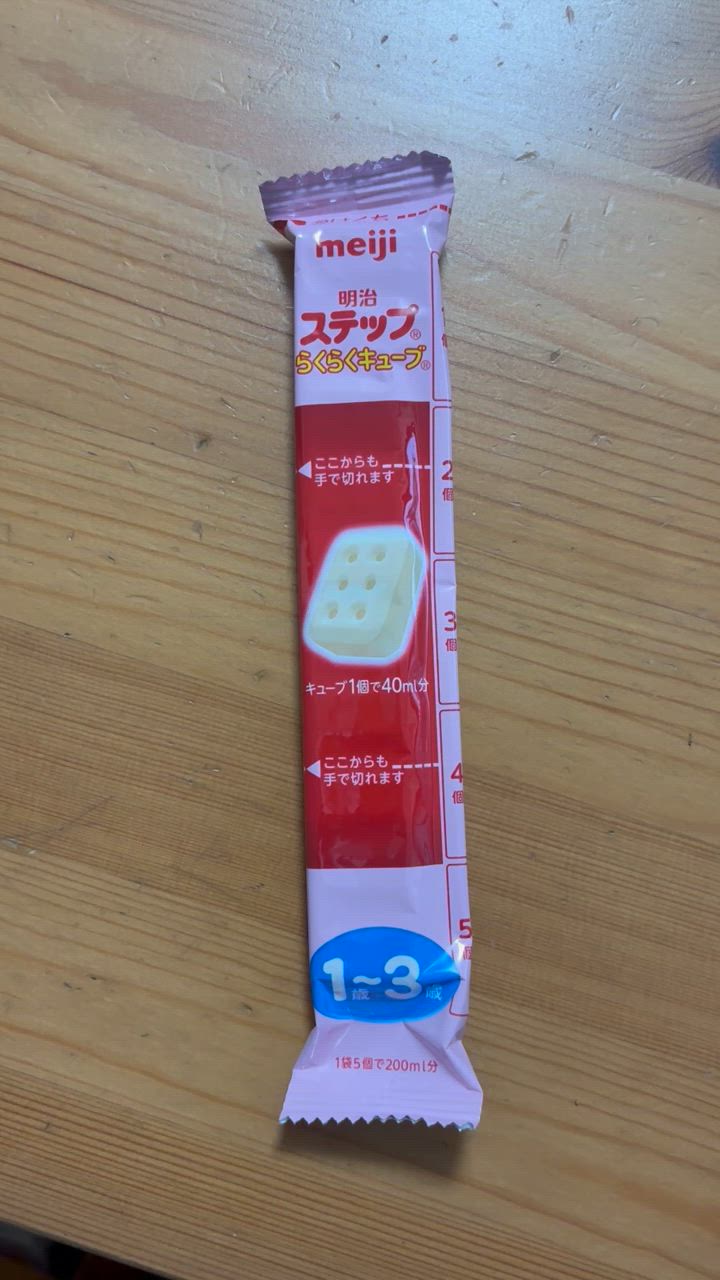 meiji
明治
ステップ®
らくらくキューブ®
ここからも
手で切れます
2
個
3
個
キューブ1個で40ml分
ここからも
手で切れます
4
個
5
個
1歳~3歳
1袋5個で200ml分